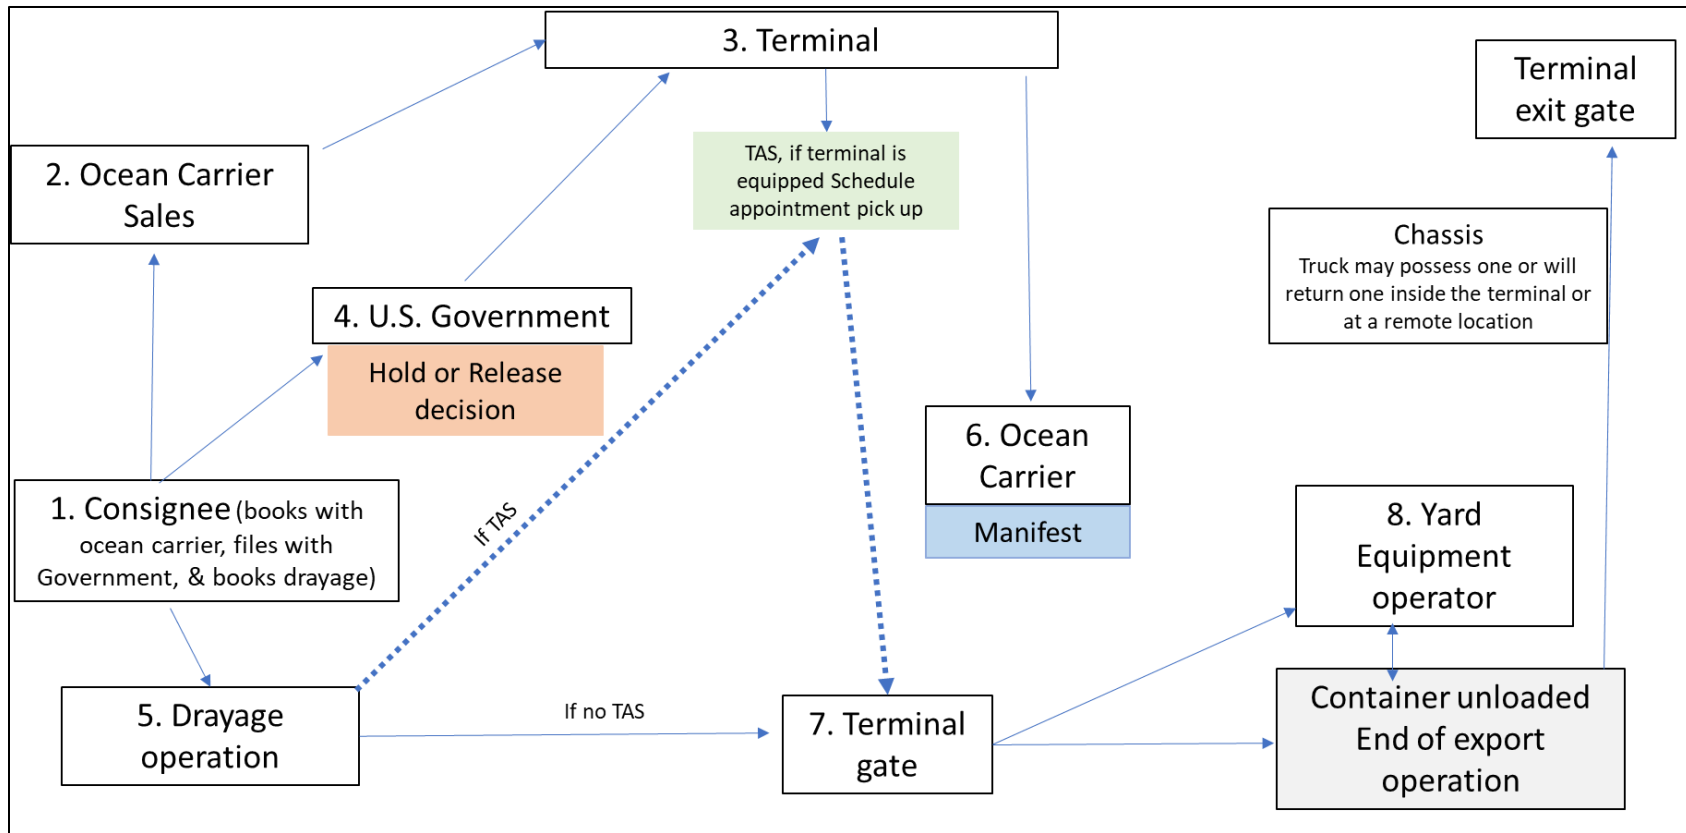 3. Terminal
Terminal
exit gate
TAS, if terminal is
equipped Schedule
appointment pick up
2. Ocean Carrier
Sales
Chassis
Truck may possess one or will
return one inside the terminal or
at a remote location
4. U.S. Government
Hold or Release
decision
6. Ocean
Carrier
Manifest
1. Consignee (books with
ocean carrier, files with
Government, & books drayage)
If TAS
8. Yard
Equipment
operator
5. Drayage
operation
If no TAS
7. Terminal
gate
Container unloaded
End of export
operation